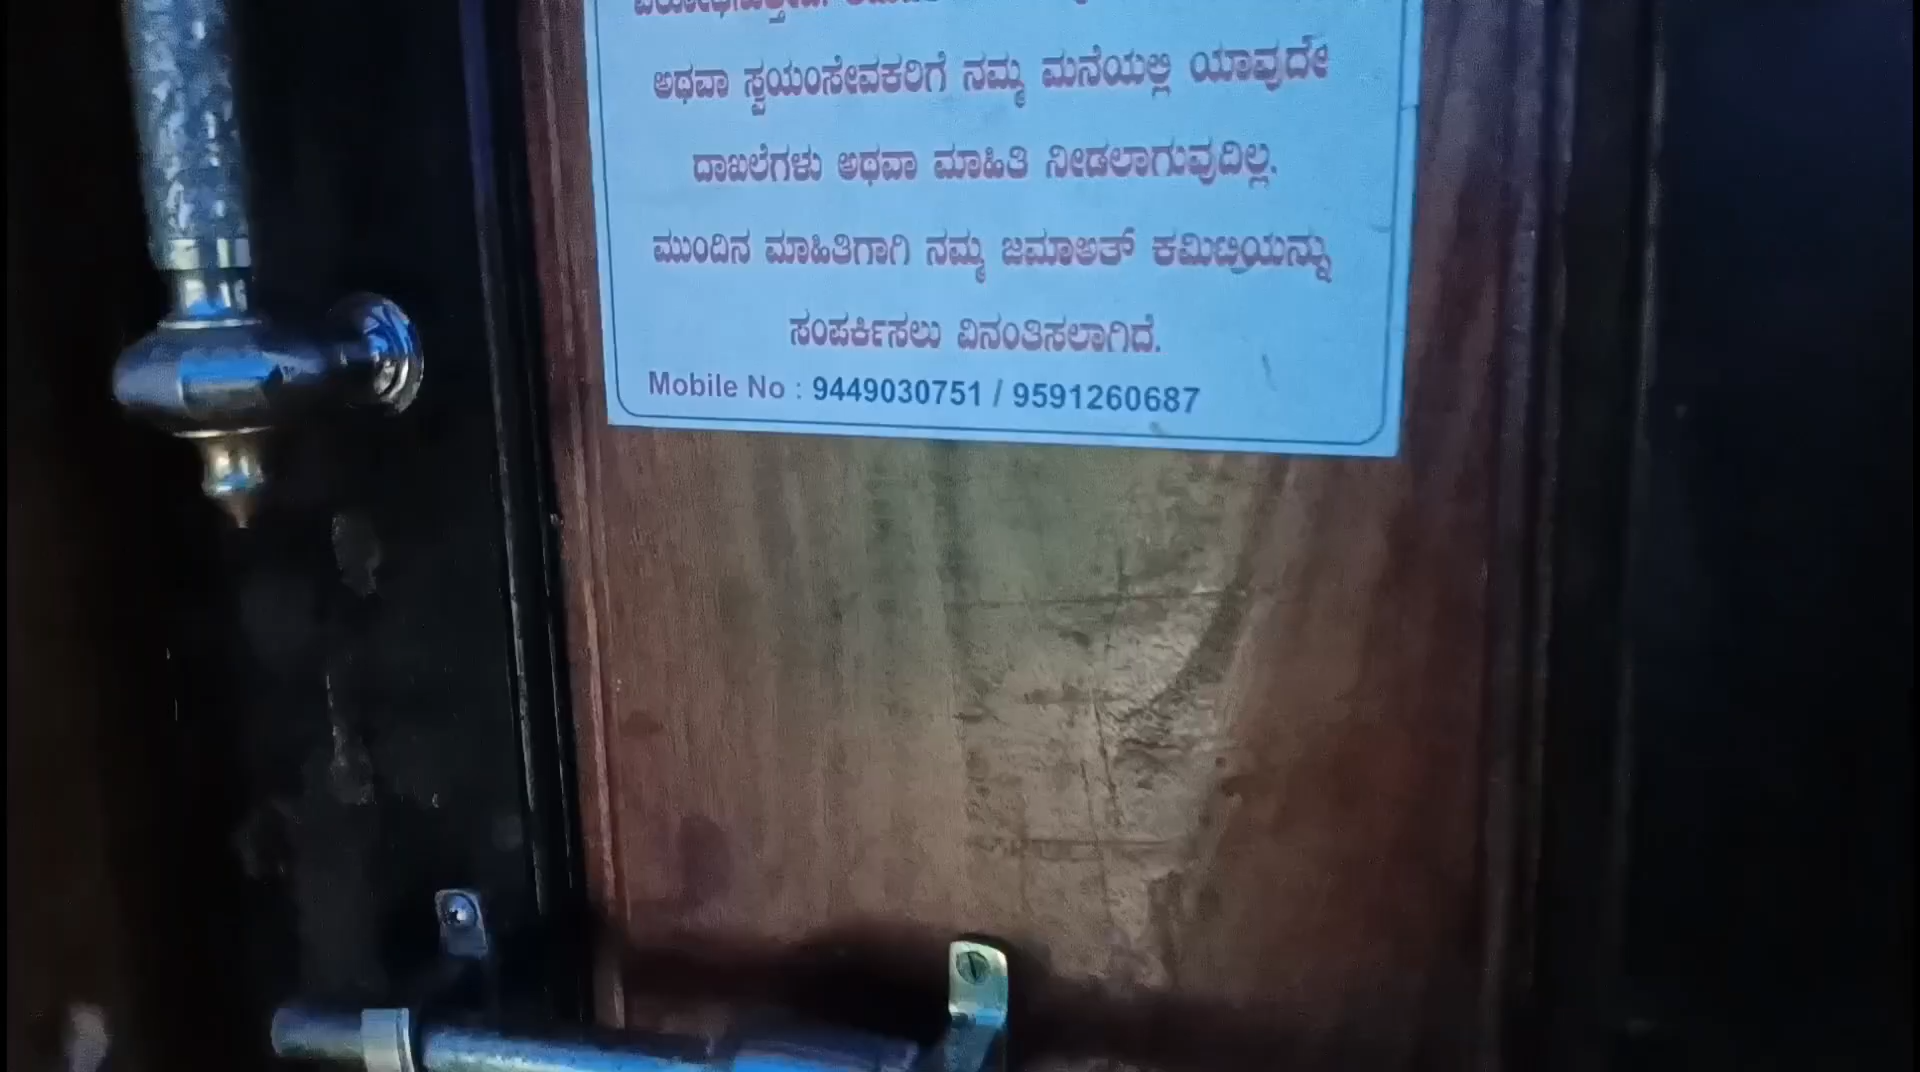 ಅಥವಾ ಸ್ವಯಂಸೇವಕರಿಗೆ ನಮ್ಮ ಮನೆಯಲ್ಲಿ ಯಾವುದೇ
ದಾಖಲೆಗಳು ಅಥವಾ ಮಾಹಿತಿ ನೀಡಲಾಗುವುದಿಲ್ಲ.
ಮುಂದಿನ ಮಾಹಿತಿಗಾಗಿ ನಮ್ಮ ಜಮಾಅತ್ ಕಮಿಟಿಯನ್ನು
ಸಂಪರ್ಕಿಸಲು ವಿನಂತಿಸಲಾಗಿದೆ.
Mobile No : 9449030751 / 9591260687